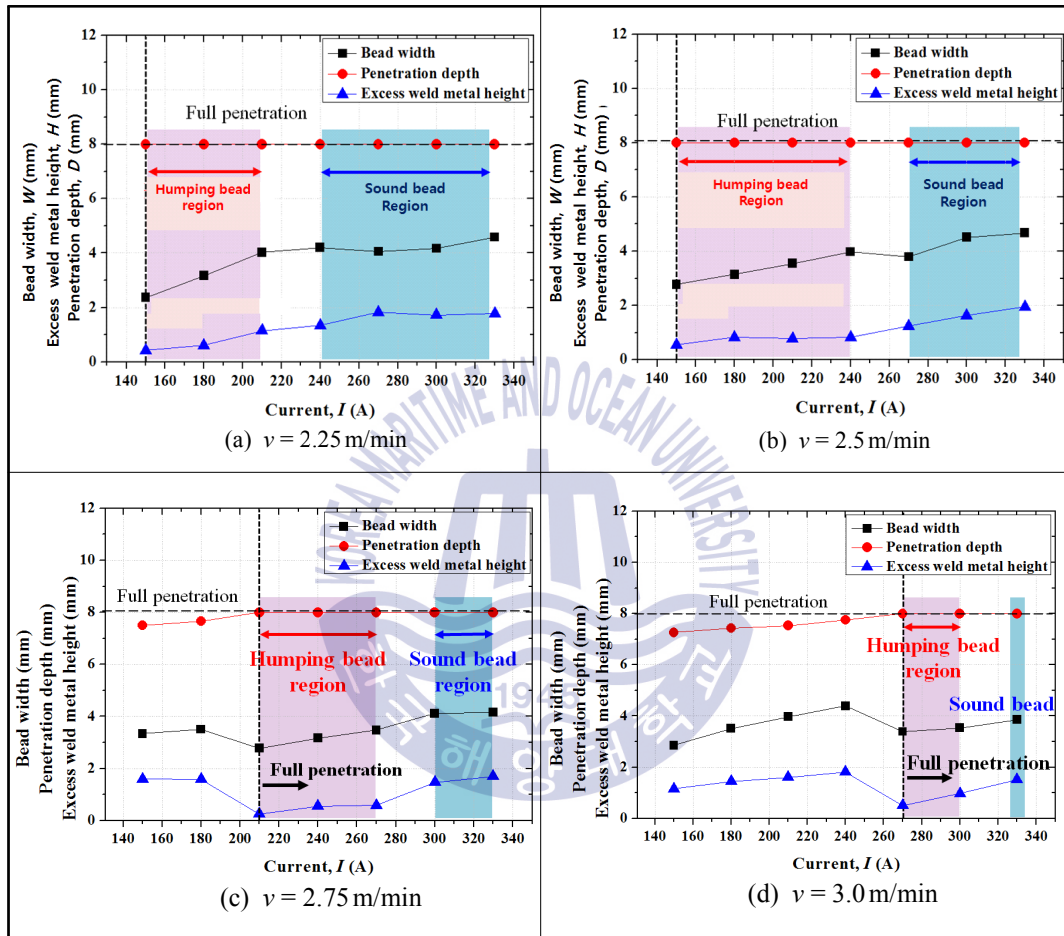 12
10
8
6
4
2
0
Bead width, W (mm)
Excess weld metal height, H (mm)
Penetration depth, D (mm)
Bead width
Penetration depth
Excess weld metal height
Full penetration
Humping bead
region
Sound bead
Region
140 160 180 200 220 240 260 280 300 320 340
Current, I (A)
(a) v = 2.25 m/min
12
10
8
6
4
2
0
Bead width, W (mm)
Excess weld metal height, H (mm)
Penetration depth, D (mm)
Bead width
Penetration depth
Excess weld metal height
Full penetration
Humping bead
Region
Sound bead
Region
140 160 180 200 220 240 260 280 300 320 340
Current, I (A)
(b) v = 2.5 m/min
12
10
8
6
4
2
0
Bead width (mm)
Penetration depth (mm)
Excess weld metal height (mm)
Bead width
Penetration depth
Excess weld metal height
Full penetration
Humping bead
region
Sound bead
region
Full penetration
140 160 180 200 220 240 260 280 300 320 340
Current, I (A)
(c) v = 2.75 m/min
12
10
8
6
4
2
0
Bead width (mm)
Penetration depth (mm)
Excess weld metal height (mm)
Bead width
Penetration depth
Excess weld metal height
Full penetration
Humping bead
region
Sound bead
Full penetration
140 160 180 200 220 240 260 280 300 320 340
Current, I (A)
(d) v = 3.0 m/min
KOREA MARITIME AND OCEAN UNIVERSITY
1945